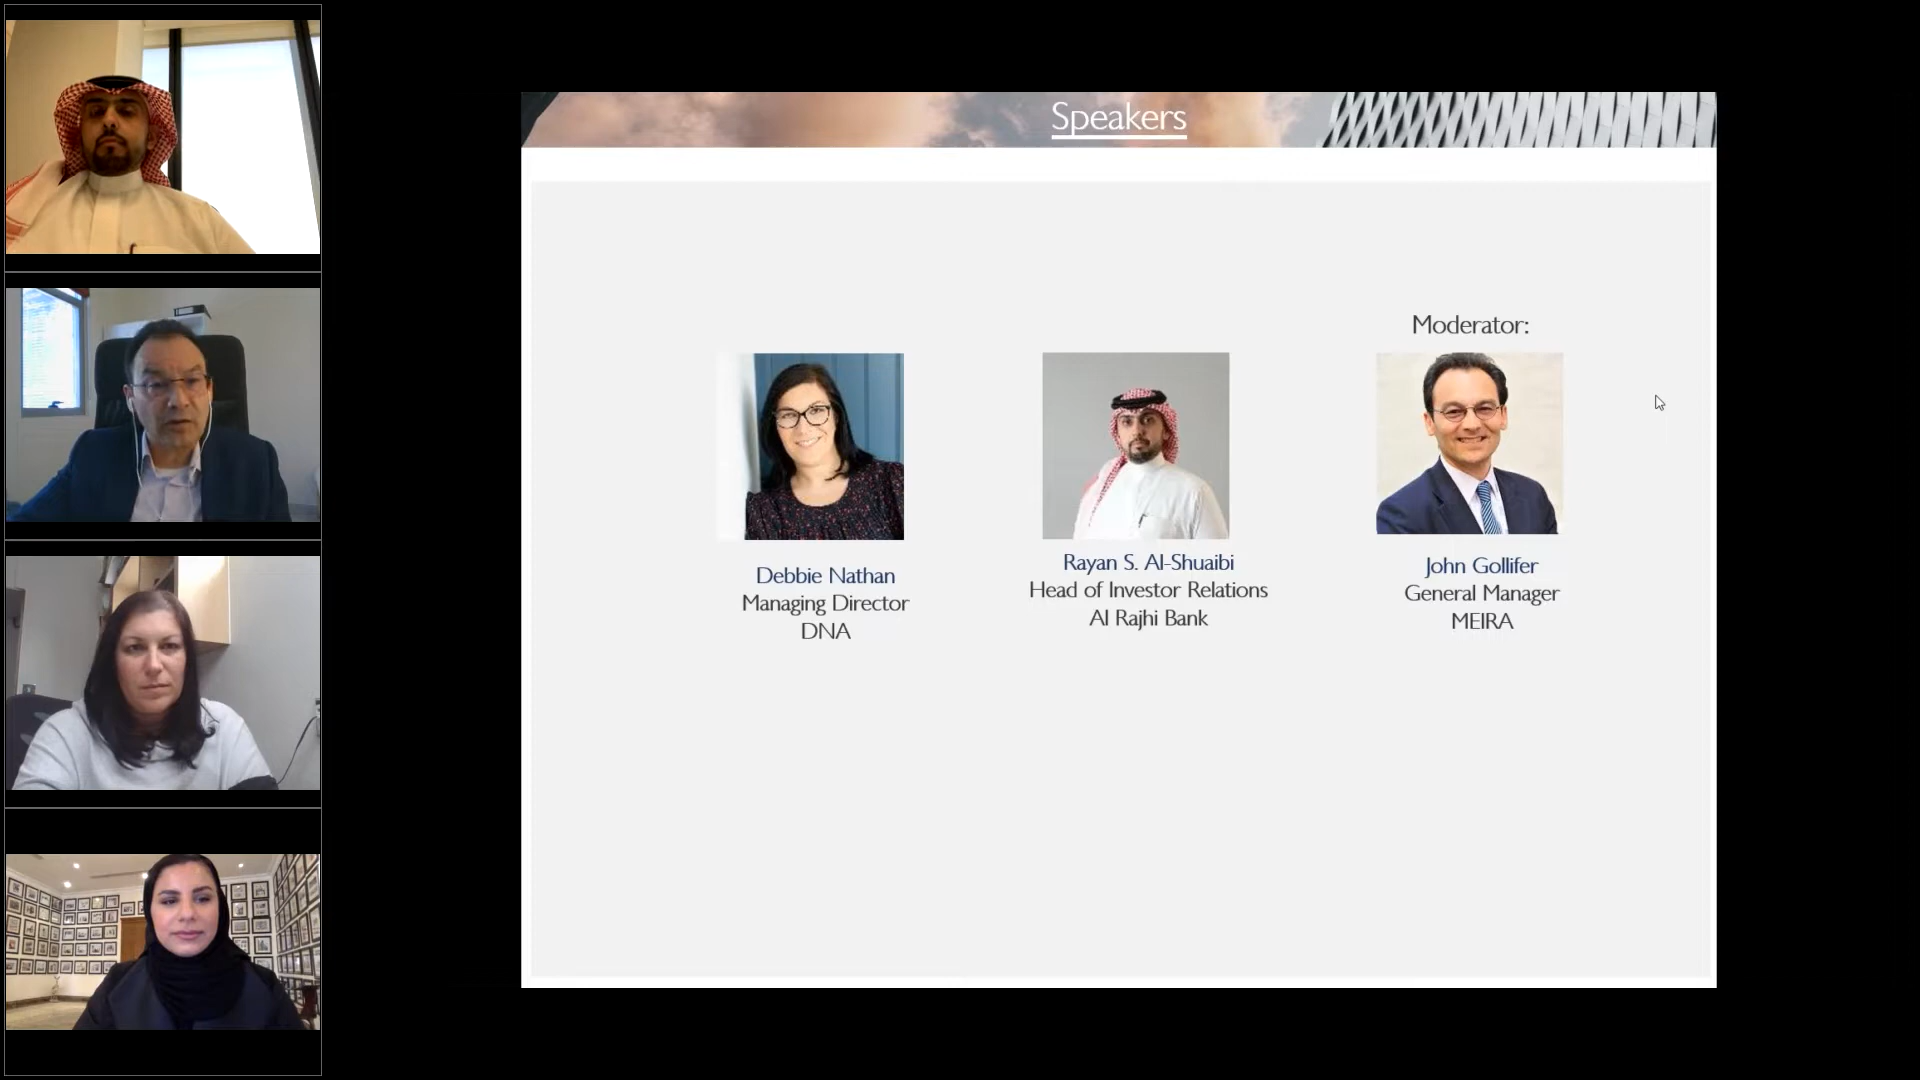 Speakers
Moderator:
Debbie Nathan
Managing Director
DNA
Rayan S. Al-Shuaibi
Head of Investor Relations
Al Rajhi Bank
John Gollifer
General Manager
MEIRA